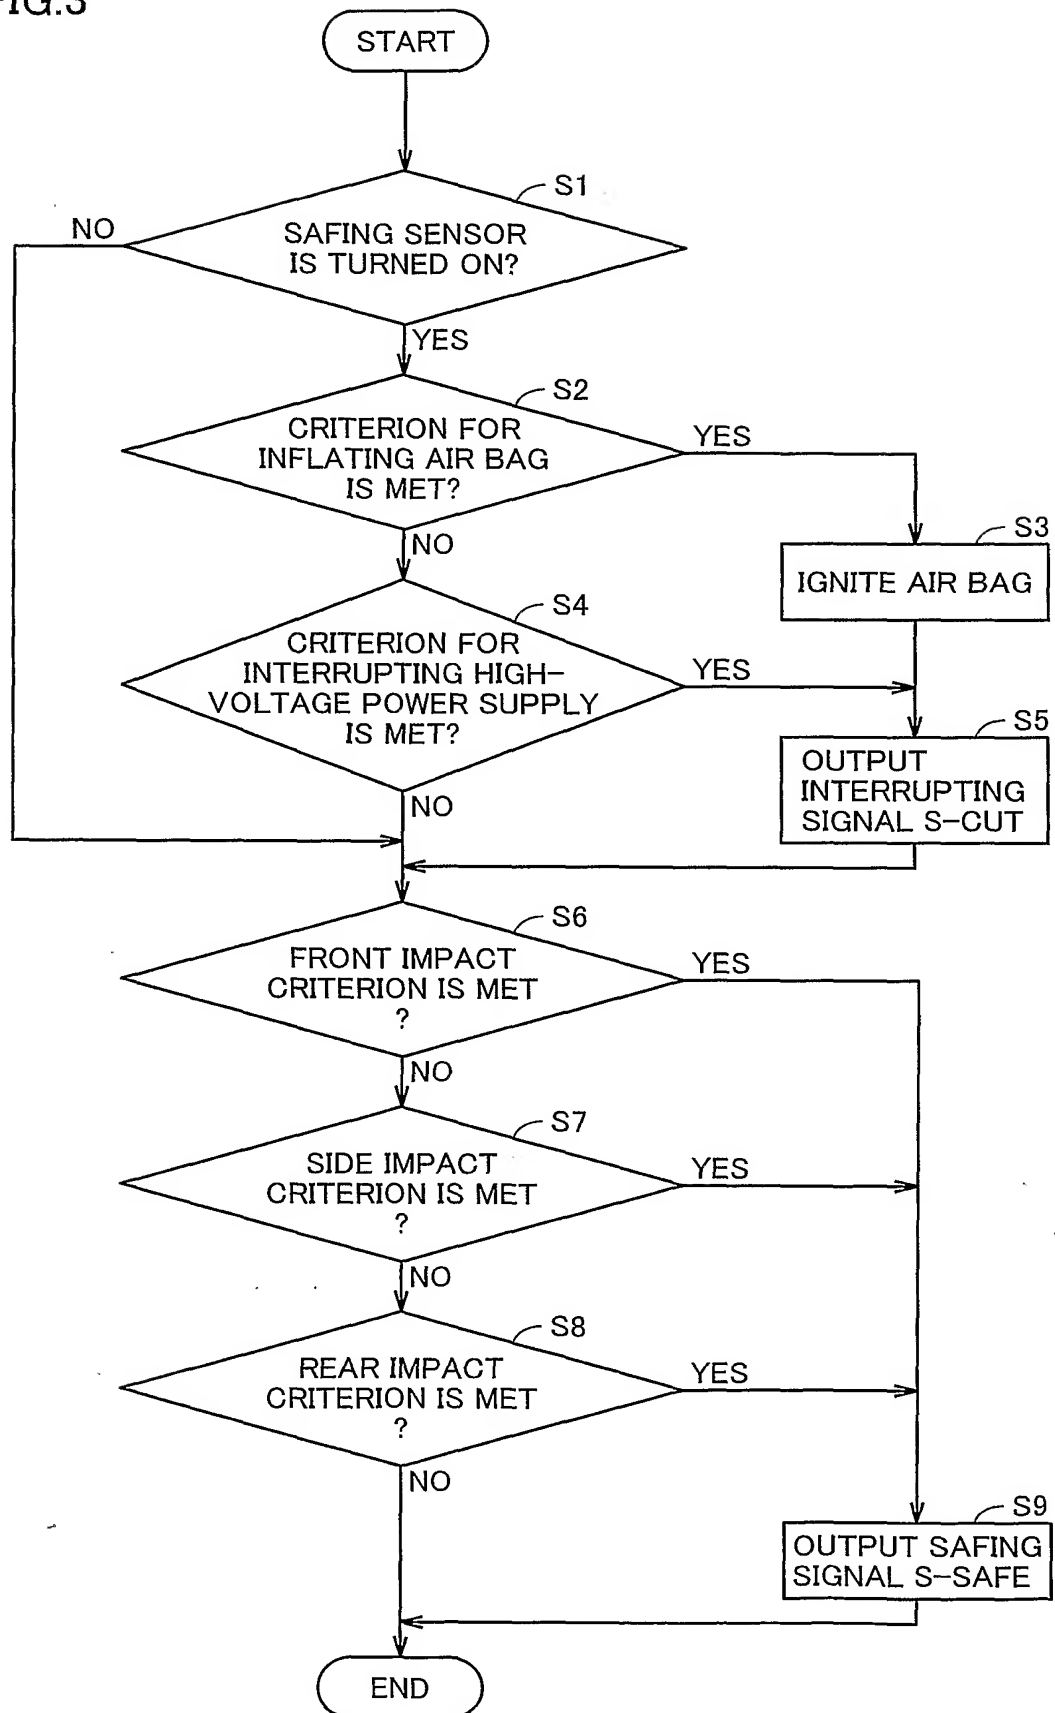 FIG.3
START
S1
NO
SAFING SENSOR
IS TURNED ON?
YES
S2
CRITERION FOR
INFLATING AIR BAG
IS MET?
YES
NO
S3
IGNITE AIR BAG
S4
CRITERION FOR
INTERRUPTING HIGH-
VOLTAGE POWER SUPPLY
IS MET?
YES
NO
S5
OUTPUT
INTERRUPTING
SIGNAL S-CUT
S6
FRONT IMPACT
CRITERION IS MET
?
YES
NO
S7
SIDE IMPACT
CRITERION IS MET
?
YES
NO
S8
REAR IMPACT
CRITERION IS MET
?
YES
NO
S9
OUTPUT SAFING
SIGNAL S-SAFE
END